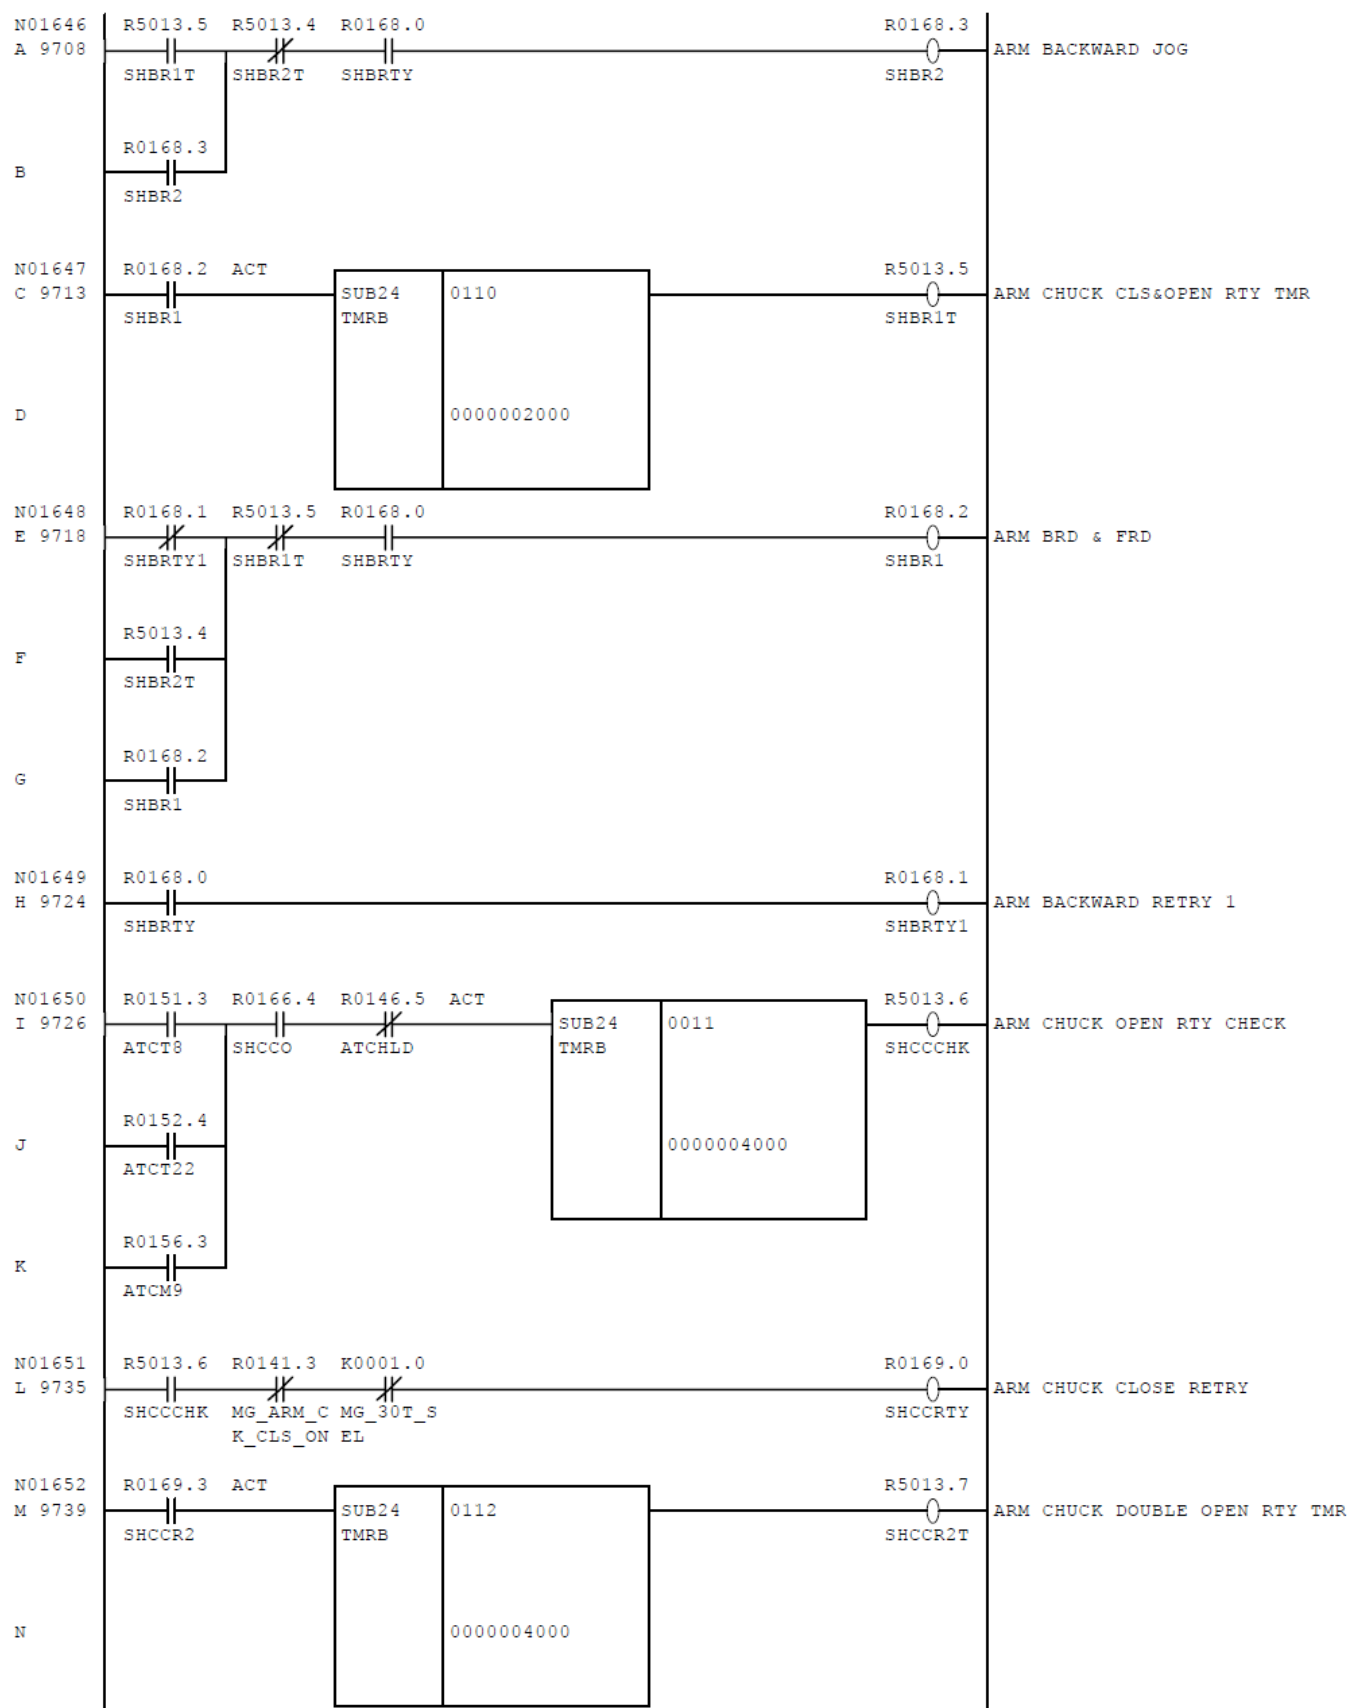 N01646 R5013.5 R5013.4 R0168.0 R0168.3
A 9708 ARM BACKWARD JOG
SHBR1T SHBR2T SHBRTY SHBR2
R0168.3
B
SHBR2
N01647 R0168.2 ACT R5013.5
C 9713 SUB24 0110 ARM CHUCK CLS&OPEN RTY TMR
SHBR1 TMRB SHBR1T
D 0000002000
N01648 R0168.1 R5013.5 R0168.0 R0168.2
E 9718 ARM BRD & FRD
SHBRTY1 SHBR1T SHBRTY SHBR1
R5013.4
F
SHBR2T
R0168.2
G
SHBR1
N01649 R0168.0 R0168.1
H 9724 ARM BACKWARD RETRY 1
SHBRTY SHBRTY1
N01650 R0151.3 R0166.4 R0146.5 ACT R5013.6
I 9726 SUB24 0011 ARM CHUCK OPEN RTY CHECK
ATCT8 SHCCO ATCHLD TMRB SHCCCHK
R0152.4
J 0000004000
ATCT22
R0156.3
K
ATCM9
N01651 R5013.6 R0141.3 K0001.0 R0169.0
L 9735 ARM CHUCK CLOSE RETRY
SHCCCHK MG_ARM_C MG_30T_S SHCCRTY
K_CLS_ON EL
N01652 R0169.3 ACT R5013.7
M 9739 SUB24 0112 ARM CHUCK DOUBLE OPEN RTY TMR
SHCCR2 TMRB SHCCR2T
N 0000004000